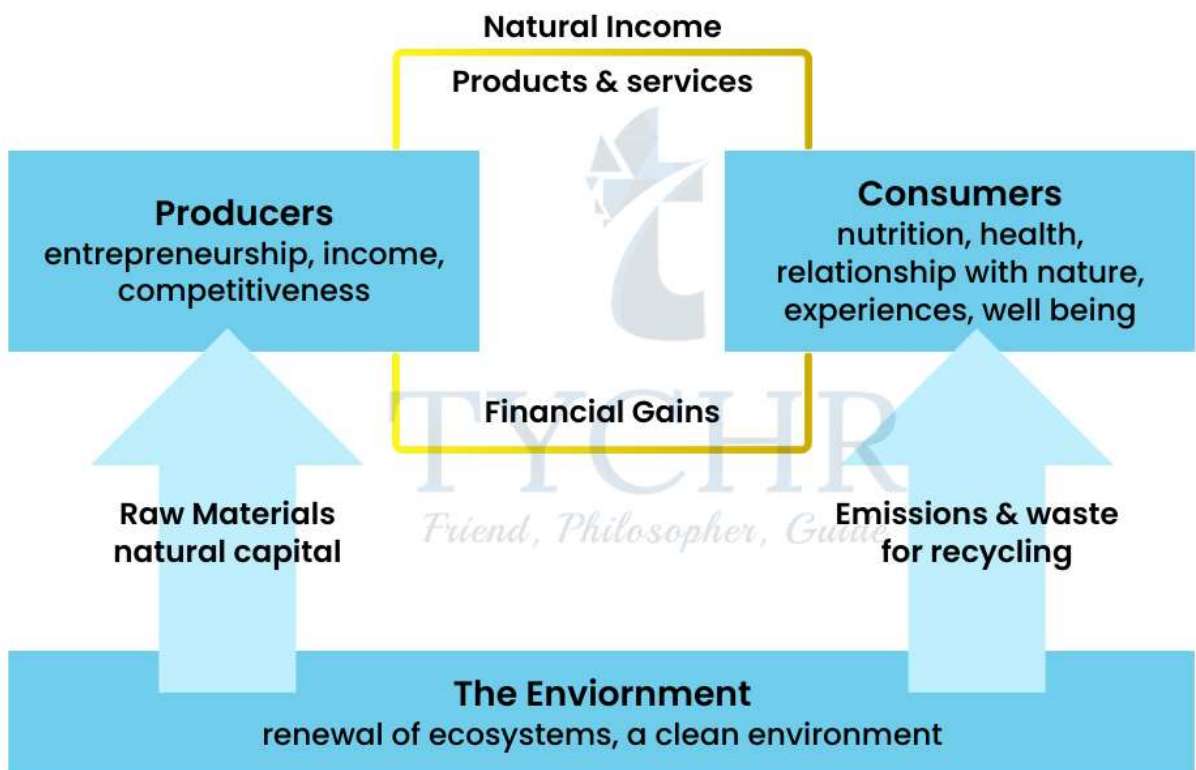 Natural Income
Products & services
Producers
entrepreneurship, income,
competitiveness
Consumers
nutrition, health,
relationship with nature,
experiences, well being
Financial Gains
TYCHR
Friend, Philosopher, Guide
Raw Materials
natural capital
Emissions & waste
for recycling
The Enviornment
renewal of ecosystems, a clean environment